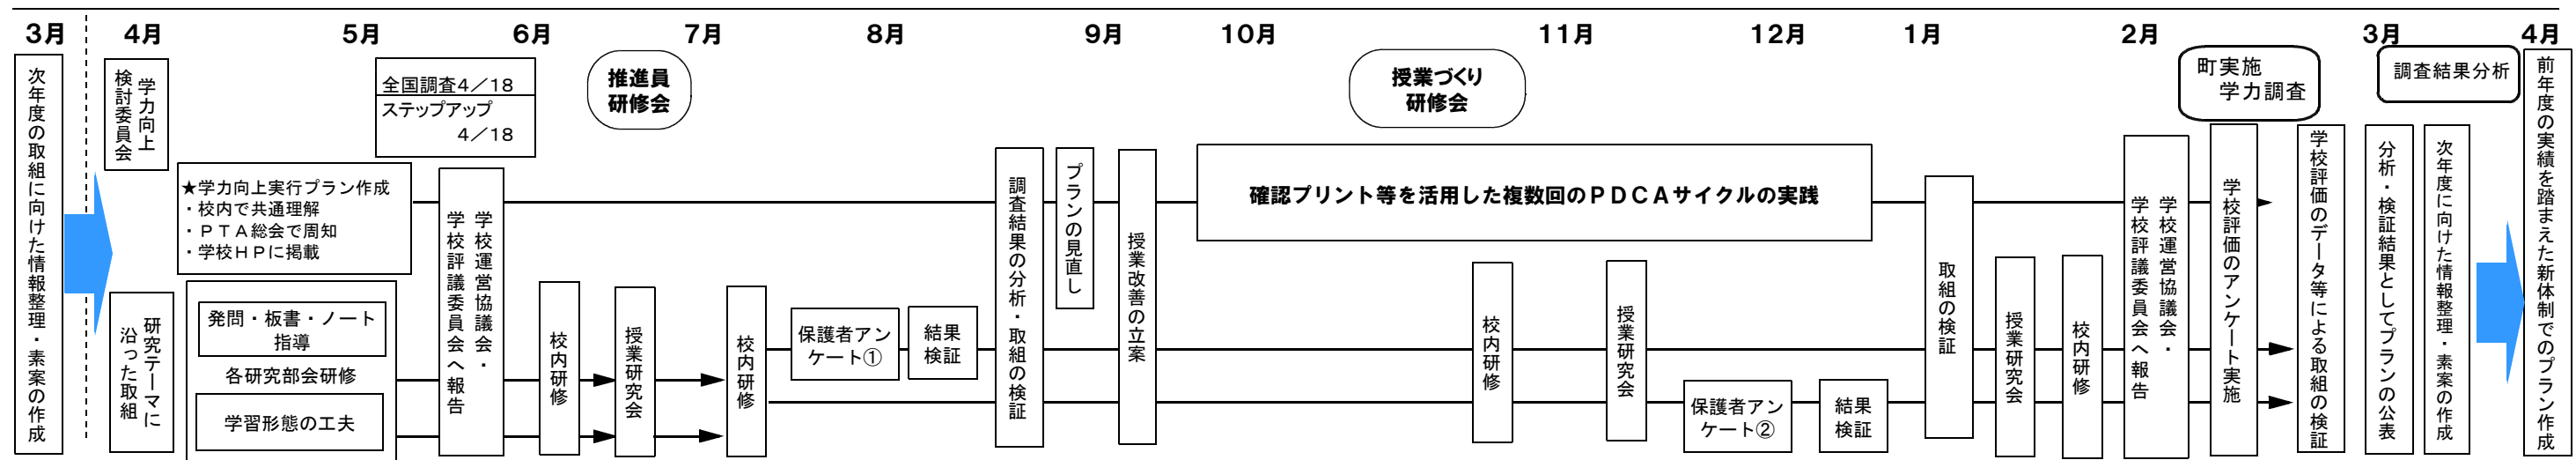 3月
4月
5月
6月
7月
8月
9月
10月
11月
12月
1月
2月
3月
4月
次年度の取組に向けた情報整理・素案の作成
学力向上
検討委員会
研究テーマに
沿った取組
★学力向上実行プラン作成
・校内で共通理解
・ＰＴＡ総会で周知
・学校ＨＰに掲載
発問・板書・ノート
指導
各研究部会研修
学習形態の工夫
全国調査4／18
ステップアップ
4／18
学校運営協議会・
学校評議委員会へ報告
校内研修
推進員
研修会
授業研究会
校内研修
保護者アン
ケート①
結果
検証
調査結果の分析・取組の検証
プランの見直し
授業改善の立案
確認プリント等を活用した複数回のＰＤＣＡサイクルの実践
授業づくり
研修会
校内研修
授業研究会
保護者アン
ケート②
結果
検証
取組の検証
授業研究会
校内研修
学校運営協議会・
学校評議委員会へ報告
町実施
学力調査
学校評価のアンケート実施
学校評価のデータ等による取組の検証
調査結果分析
分析・検証結果としてプランの公表
次年度に向けた情報整理・素案の作成
前年度の実績を踏まえた新体制でのプラン作成